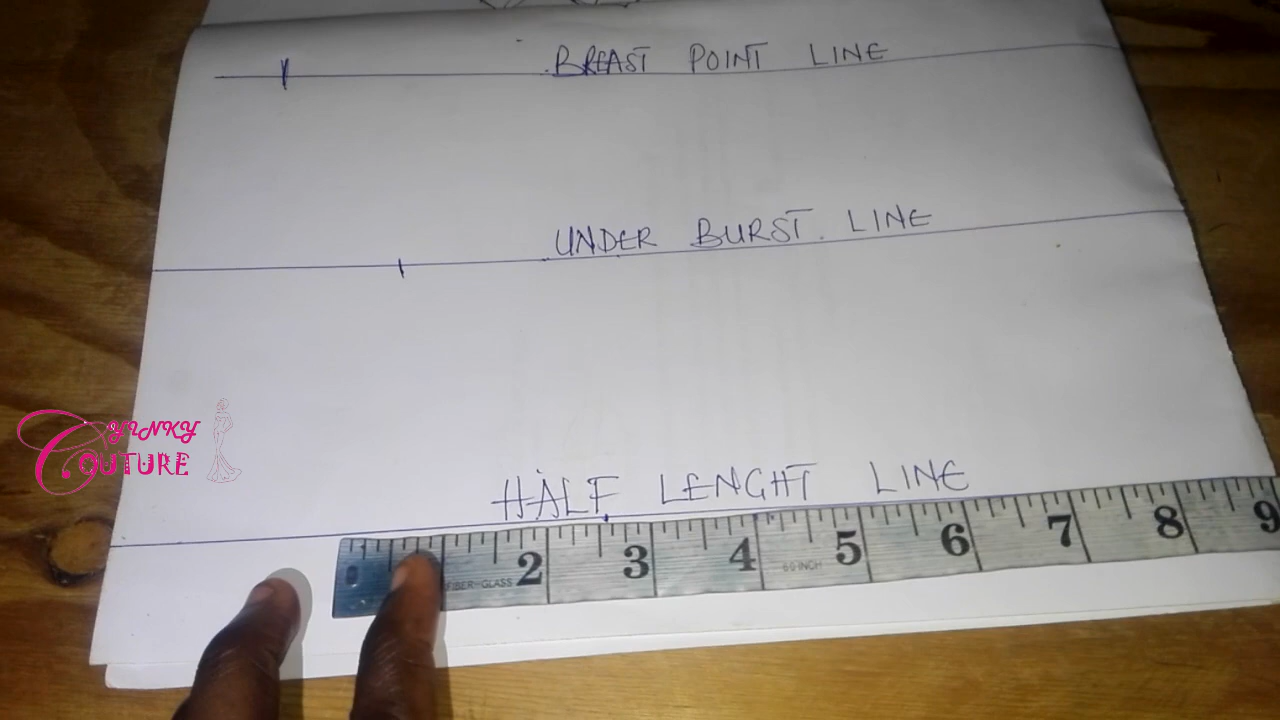 BREAST POINT LINE
UNDER BURST. LINE
YINKY
COUTURE
HALF LENGHT LINE
2 3 4 5 6 7 8 9
FIBER-GLASS 60 INCH